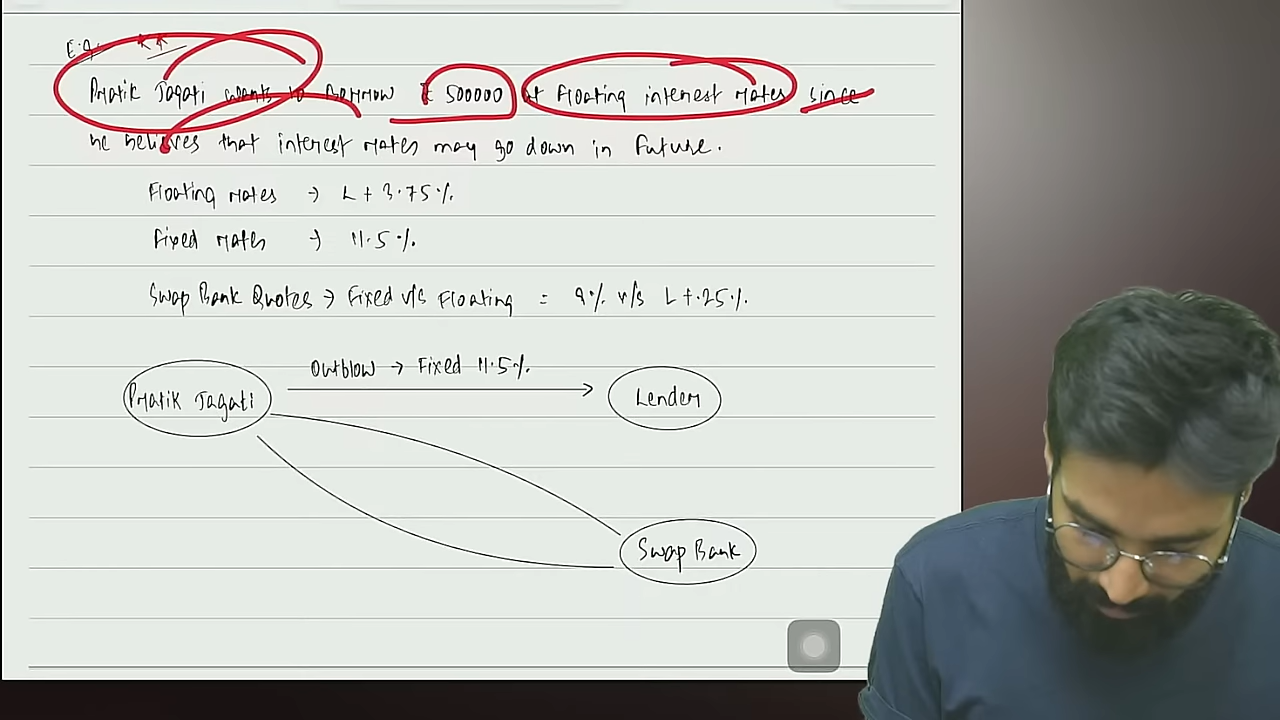 E.g:- **
Pratik Jagati wants to Borrow ₹ 500000 at Floating interest rates since
he believes that interest rates may go down in Future.
Floating rates → L + 3.75%
Fixed rates → 11.5%
Swap Bank Quotes → Fixed v/s Floating = 9% v/s L+.25%
Outflow → Fixed 11.5%
Pratik Jagati
Lender
Swap Bank